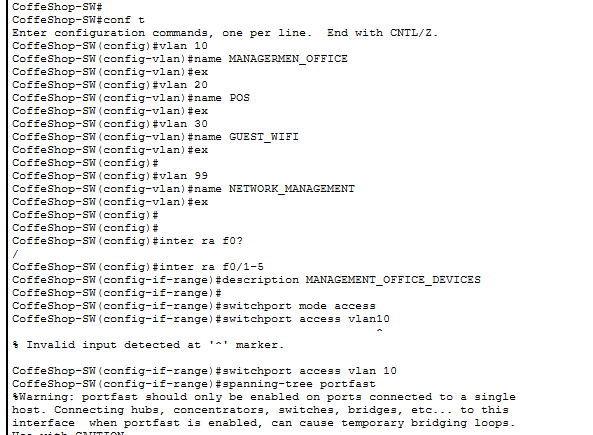 CoffeShop-SW#
CoffeShop-SW#conf t
Enter configuration commands, one per line.  End with CNTL/Z.
CoffeShop-SW(config)#vlan 10
CoffeShop-SW(config-vlan)#name MANAGERMEN_OFFICE
CoffeShop-SW(config-vlan)#ex
CoffeShop-SW(config)#vlan 20
CoffeShop-SW(config-vlan)#name POS
CoffeShop-SW(config-vlan)#ex
CoffeShop-SW(config)#vlan 30
CoffeShop-SW(config-vlan)#name GUEST_WIFI
CoffeShop-SW(config-vlan)#ex
CoffeShop-SW(config)#
CoffeShop-SW(config)#vlan 99
CoffeShop-SW(config-vlan)#name NETWORK_MANAGEMENT
CoffeShop-SW(config-vlan)#ex
CoffeShop-SW(config)#
CoffeShop-SW(config)#
CoffeShop-SW(config)#inter ra f0?
/
CoffeShop-SW(config)#inter ra f0/1-5
CoffeShop-SW(config-if-range)#description MANAGEMENT_OFFICE_DEVICES
CoffeShop-SW(config-if-range)#
CoffeShop-SW(config-if-range)#switchport mode access
CoffeShop-SW(config-if-range)#switchport access vlan10
^
% Invalid input detected at '^' marker.
CoffeShop-SW(config-if-range)#switchport access vlan 10
CoffeShop-SW(config-if-range)#spanning-tree portfast
%Warning: portfast should only be enabled on ports connected to a single
host. Connecting hubs, concentrators, switches, bridges, etc... to this
interface  when portfast is enabled, can cause temporary bridging loops.
Use with CAUTION